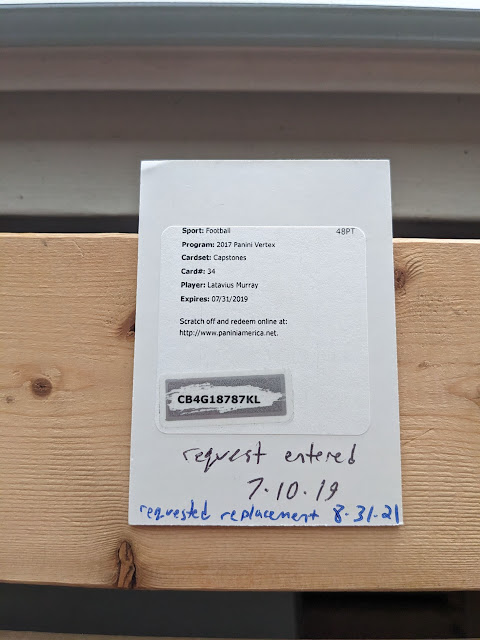 Sport: Football 48PT
Program: 2017 Panini Vertex
Cardset: Capstones
Card#: 34
Player: Latavius Murray
Expires: 07/31/2019
Scratch off and redeem online at:
http://www.paniniamerica.net.
CB4G18787KL
request entered
7.10.19
requested replacement 8-31-21